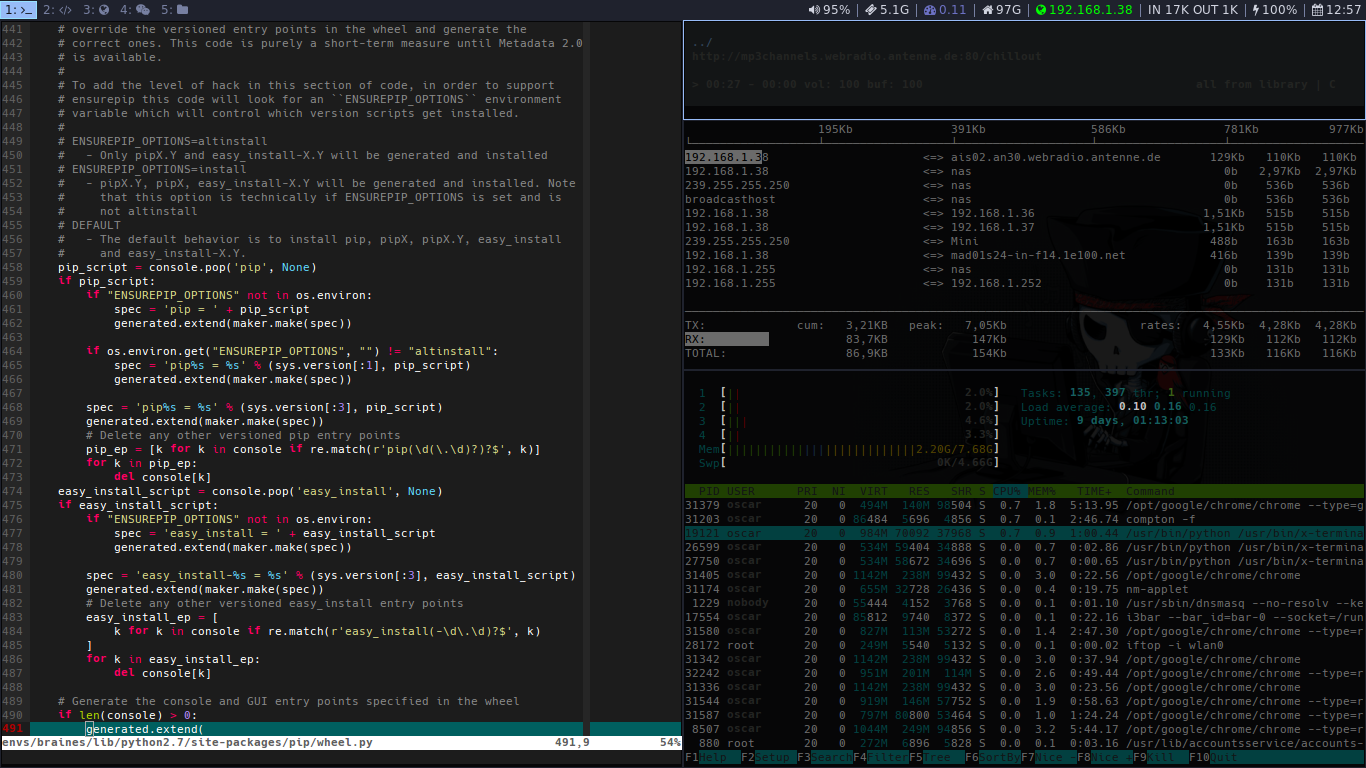 1: 2: 3: 4: 5: 95% | 5.1G | 0.11 | 97G | 192.168.1.38 | IN 17K OUT 1K | 100% | 12:57
441 # override the versioned entry points in the wheel and generate the
442 # correct ones. This code is purely a short-term measure until Metadata 2.0
443 # is available.
444 #
445 # To add the level of hack in this section of code, in order to support
446 # ensurepip this code will look for an ``ENSUREPIP_OPTIONS`` environment
447 # variable which will control which version scripts get installed.
448 #
449 # ENSUREPIP_OPTIONS=altinstall
450 #   - Only pipX.Y and easy_install-X.Y will be generated and installed
451 # ENSUREPIP_OPTIONS=install
452 #   - pipX.Y, pipX, easy_install-X.Y will be generated and installed. Note
453 #     that this option is technically if ENSUREPIP_OPTIONS is set and is
454 #     not altinstall
455 # DEFAULT
456 #   - The default behavior is to install pip, pipX, pipX.Y, easy_install
457 #     and easy_install-X.Y.
458 pip_script = console.pop('pip', None)
459 if pip_script:
460     if "ENSUREPIP_OPTIONS" not in os.environ:
461         spec = 'pip = ' + pip_script
462         generated.extend(maker.make(spec))
463
464     if os.environ.get("ENSUREPIP_OPTIONS", "") != "altinstall":
465         spec = 'pip%s = %s' % (sys.version[:1], pip_script)
466         generated.extend(maker.make(spec))
467
468     spec = 'pip%s = %s' % (sys.version[:3], pip_script)
469     generated.extend(maker.make(spec))
470     # Delete any other versioned pip entry points
471     pip_ep = [k for k in console if re.match(r'pip(\d(\.\d)?)?$', k)]
472     for k in pip_ep:
473         del console[k]
474 easy_install_script = console.pop('easy_install', None)
475 if easy_install_script:
476     if "ENSUREPIP_OPTIONS" not in os.environ:
477         spec = 'easy_install = ' + easy_install_script
478         generated.extend(maker.make(spec))
479
480     spec = 'easy_install-%s = %s' % (sys.version[:3], easy_install_script)
481     generated.extend(maker.make(spec))
482     # Delete any other versioned easy_install entry points
483     easy_install_ep = [
484         k for k in console if re.match(r'easy_install(-\d\.\d)?$', k)
485     ]
486     for k in easy_install_ep:
487         del console[k]
488
489 # Generate the console and GUI entry points specified in the wheel
490 if len(console) > 0:
491     generated.extend(
envs/braines/lib/python2.7/site-packages/pip/wheel.py 491,9 54%
../
http://mp3channels.webradio.antenne.de:80/chillout
> 00:27 - 00:00 vol: 100 buf: 100 all from library | C
195Kb 391Kb 586Kb 781Kb 977Kb
192.168.1.38 <=> ais02.an30.webradio.antenne.de 129Kb 110Kb 110Kb
192.168.1.38 <=> nas 0b 2,97Kb 2,97Kb
239.255.255.250 <=> nas 0b 536b 536b
broadcasthost <=> nas 0b 536b 536b
192.168.1.38 <=> 192.168.1.36 1,51Kb 515b 515b
192.168.1.38 <=> 192.168.1.37 1,51Kb 515b 515b
239.255.255.250 <=> Mini 488b 163b 163b
192.168.1.38 <=> mad01s24-in-f14.1e100.net 416b 139b 139b
192.168.1.255 <=> nas 0b 131b 131b
192.168.1.255 <=> 192.168.1.252 0b 131b 131b
TX: cum: 3,21KB peak: 7,05Kb rates: 4,55Kb 4,28Kb 4,28Kb
RX: 83,7KB 147Kb 129Kb 112Kb 112Kb
TOTAL: 86,9KB 154Kb 133Kb 116Kb 116Kb
1 [|| 2.0%] Tasks: 135, 397 thr; 1 running
2 [|| 2.0%] Load average: 0.10 0.16 0.16
3 [||| 4.6%] Uptime: 9 days, 01:13:03
4 [|| 3.3%]
Mem[ 2.20G/7.68G]
Swp[ 0K/4.66G]
PID USER PRI NI VIRT RES SHR S CPU% MEM% TIME+ Command
31379 oscar 20 0 494M 140M 98504 S 0.7 1.8 5:13.95 /opt/google/chrome/chrome --type=g
31203 oscar 20 0 86484 5696 4856 S 0.7 0.1 2:46.74 compton -f
19121 oscar 20 0 984M 70092 37968 S 0.7 0.9 1:00.44 /usr/bin/python /usr/bin/x-termina
26599 oscar 20 0 534M 59404 34888 S 0.0 0.7 0:02.86 /usr/bin/python /usr/bin/x-termina
27750 oscar 20 0 534M 58672 34696 S 0.0 0.7 0:00.65 /usr/bin/python /usr/bin/x-termina
31405 oscar 20 0 1142M 238M 99432 S 0.0 3.0 0:22.56 /opt/google/chrome/chrome
31174 oscar 20 0 655M 32728 26436 S 0.0 0.4 0:19.75 nm-applet
1229 nobody 20 0 55444 4152 3768 S 0.0 0.1 0:01.10 /usr/sbin/dnsmasq --no-resolv --ke
17554 oscar 20 0 85812 9740 8372 S 0.0 0.1 0:22.16 i3bar --bar_id=bar-0 --socket=/run
31580 oscar 20 0 827M 113M 53272 S 0.0 1.4 2:47.30 /opt/google/chrome/chrome --type=r
28172 root 20 0 249M 5540 5132 S 0.0 0.1 0:00.02 iftop -i wlan0
31342 oscar 20 0 1142M 238M 99432 S 0.0 3.0 0:37.94 /opt/google/chrome/chrome
32242 oscar 20 0 951M 201M 114M S 0.0 2.6 0:49.44 /opt/google/chrome/chrome --type=r
31336 oscar 20 0 1142M 238M 99432 S 0.0 3.0 0:23.56 /opt/google/chrome/chrome
31544 oscar 20 0 919M 146M 57752 S 0.0 1.9 0:58.63 /opt/google/chrome/chrome --type=r
31587 oscar 20 0 797M 80800 53464 S 0.0 1.0 1:24.24 /opt/google/chrome/chrome --type=r
8507 oscar 20 0 1044M 249M 94856 S 0.0 3.2 5:44.17 /opt/google/chrome/chrome --type=r
880 root 20 0 272M 6896 5828 S 0.0 0.1 0:03.16 /usr/lib/accountsservice/accounts-
F1Help F2Setup F3SearchF4FilterF5Tree F6SortByF7Nice -F8Nice +F9Kill F10Quit